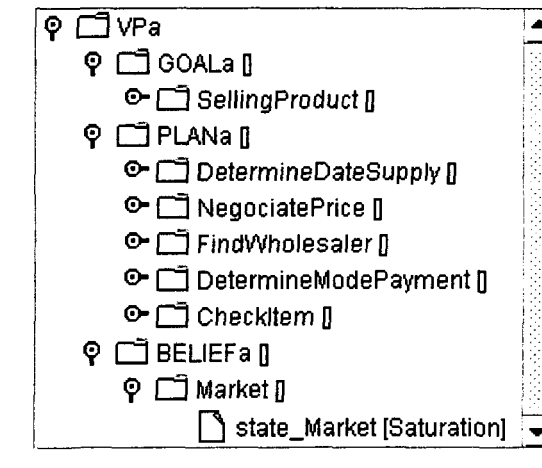 VPa
GOALa []
SellingProduct []
PLANa []
DetermineDateSupply []
NegociatePrice []
FindWholesaler []
DetermineModePayment []
CheckItem []
BELIEFa []
Market []
state_Market [Saturation]